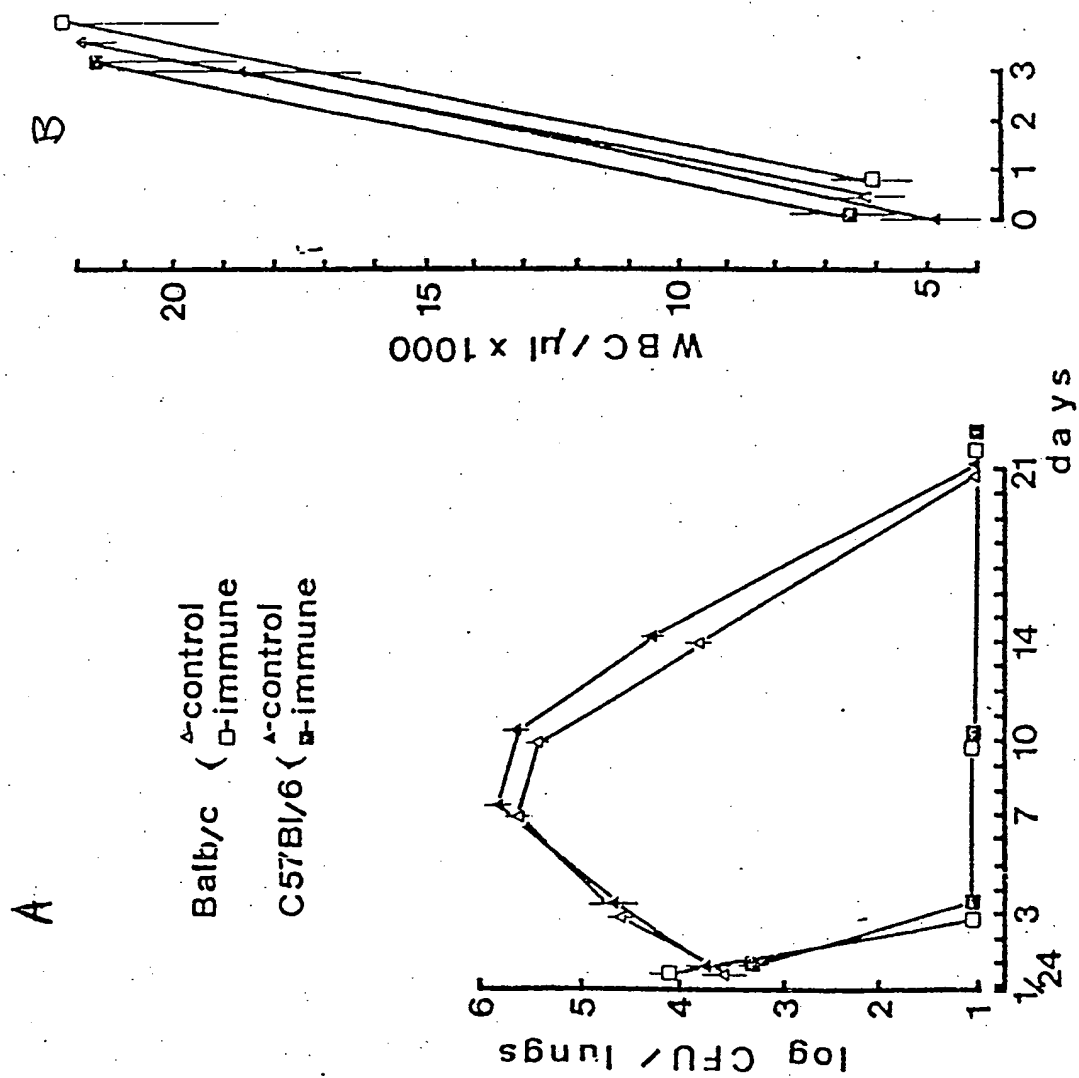 A
Balb/c ( -control
-immune
C57Bl/6 ( -control
-immune
log CFU / lungs
6
5
4
3
2
1
1/24
3
7
10
14
21
days
B
WBC / µl x 1000
20
15
10
5
0
1
2
3